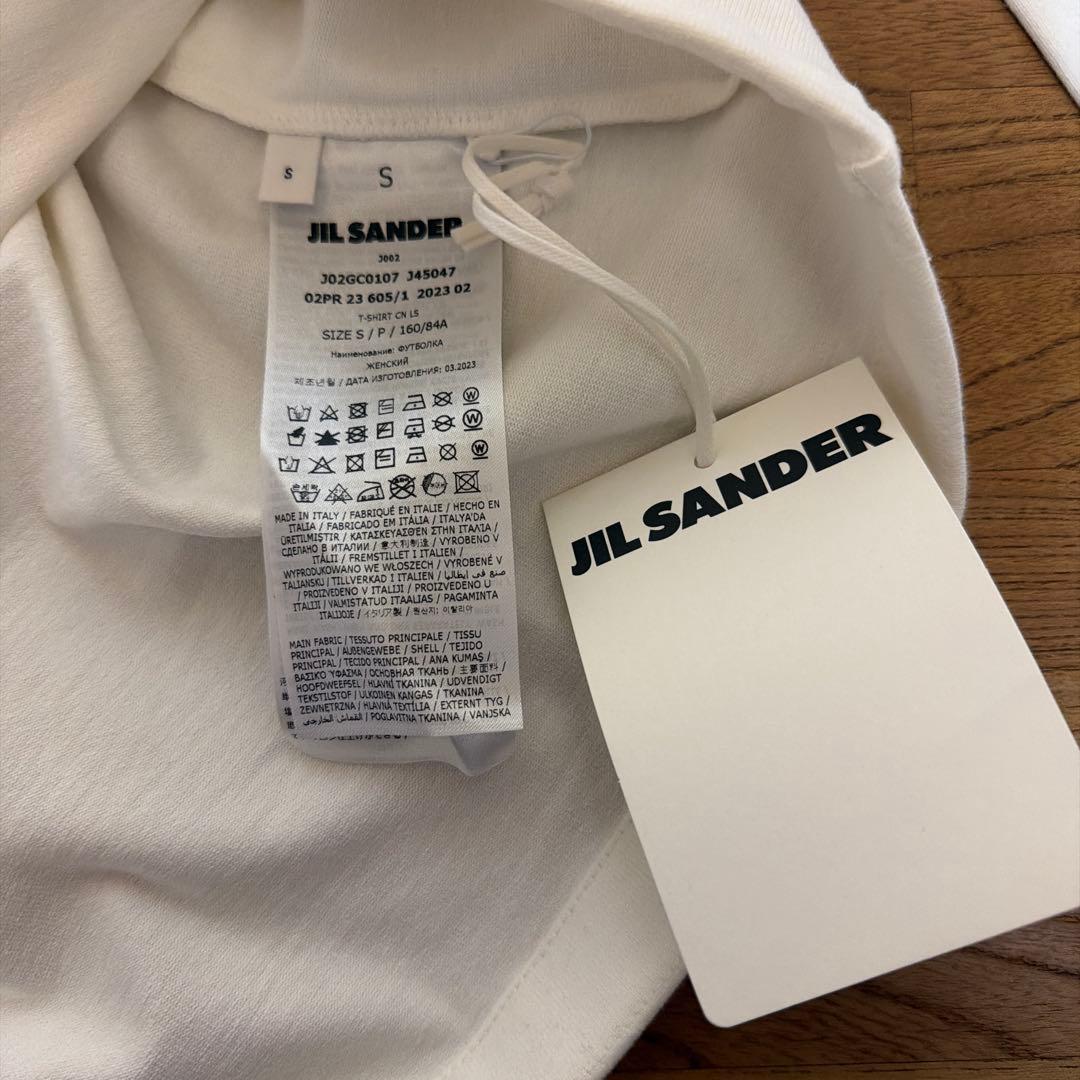 S
S
JIL SANDER
J002
J02GC0107 J45047
02PR 23 605/1 2023 02
T-SHIRT CN LS
SIZE S / P / 160/84A
Наименование: ФУТБОЛКА
ЖЕНСКИЙ
제조년월 / ДАТА ИЗГОТОВЛЕНИЯ: 03.2023
MADE IN ITALY / FABRIQUÉ EN ITALIE / HECHO EN
ITALIA / FABRICADO EM ITÁLIA / ITALYA'DA
ÜRETILMISTIR / ΚΑΤΑΣΚΕΥΑΣΘΕΝ ΣΤΗΝ ΙΤΑΛΙΑ /
СДЕЛАНО В ИТАЛИИ / 意大利制造 / VYROBENO V
ITÁLII / FREMSTILLET I ITALIEN /
WYPRODUKOWANO WE WŁOSZECH / VYROBENÉ V
TALIANSKU / TILLVERKAD I ITALIEN / صنع في ايطاليا
/ PROIZVEDENO V ITALIJI / PROIZVEDENO U
ITALIJI / VALMISTATUD ITAALIAS / PAGAMINTA
ITALIJOJE / イタリア製 / 원산지: 이탈리아
MAIN FABRIC / TESSUTO PRINCIPALE / TISSU
PRINCIPAL / AUßENGEWEBE / SHELL / TEJIDO
PRINCIPAL / TECIDO PRINCIPAL / ANA KUMAŞ /
ΒΑΣΙΚΟ ΎΦΑΣΜΑ / ОСНОВНАЯ ТКАНЬ / 主要面料 /
HOOFDWEEFSEL / HLAVNÍ TKANINA / UDVENDIGT
TEKSTILSTOF / ULKOINEN KANGAS / TKANINA
ZEWNĘTRZNA / HLAVNÁ TEXTÍLIA / EXTERNT TYG /
القماش الخارجي / POGLAVITNA TKANINA / VANJSKA
JIL SANDER